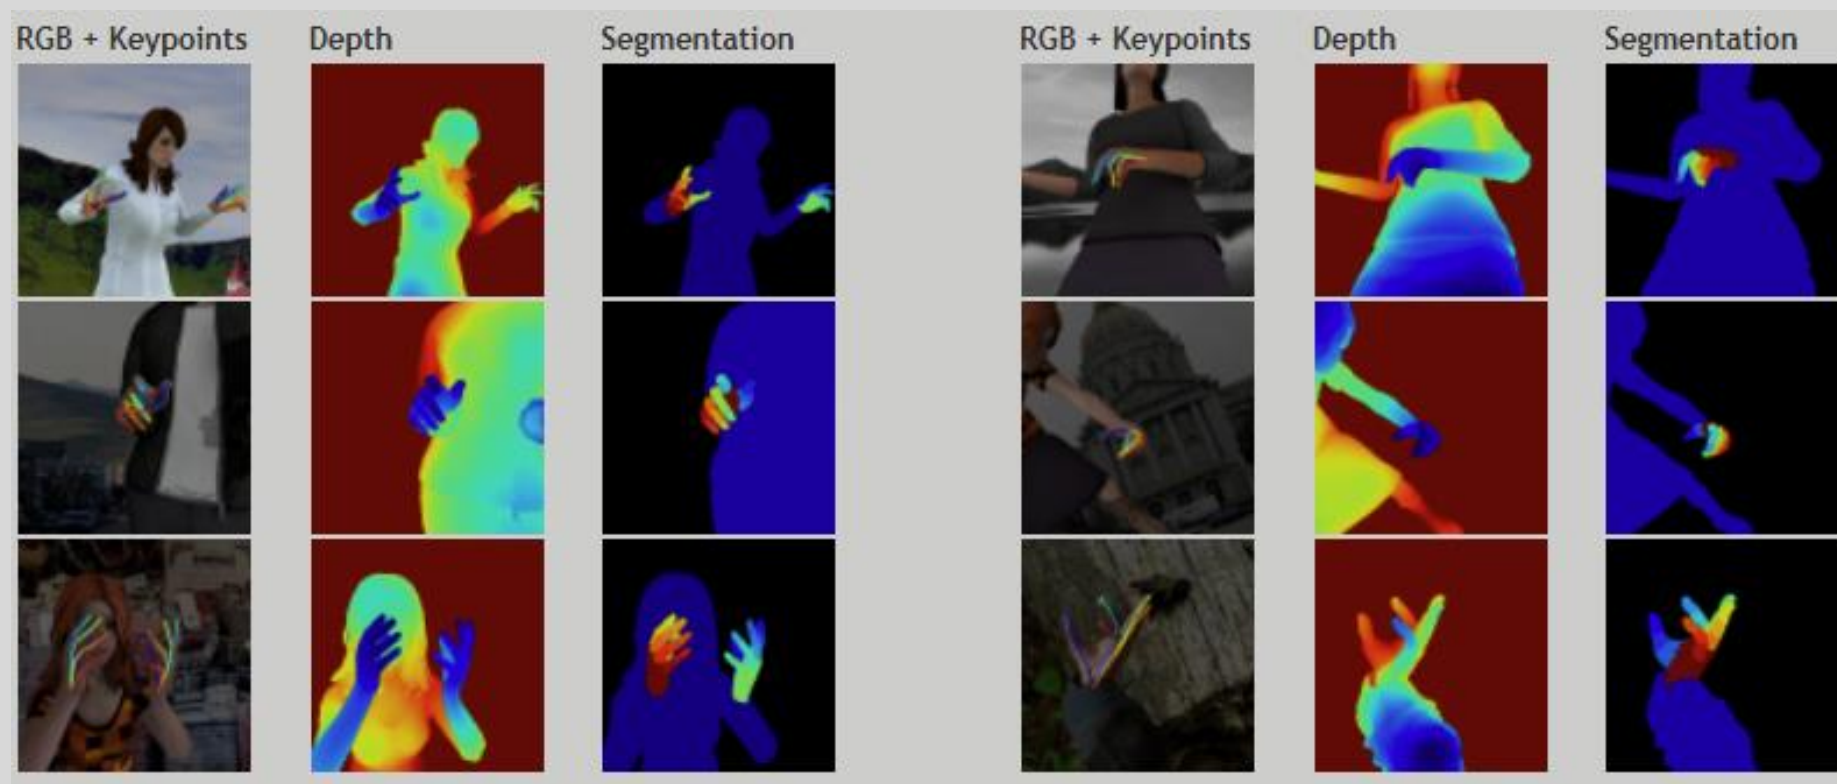 RGB + Keypoints Depth Segmentation RGB + Keypoints Depth Segmentation